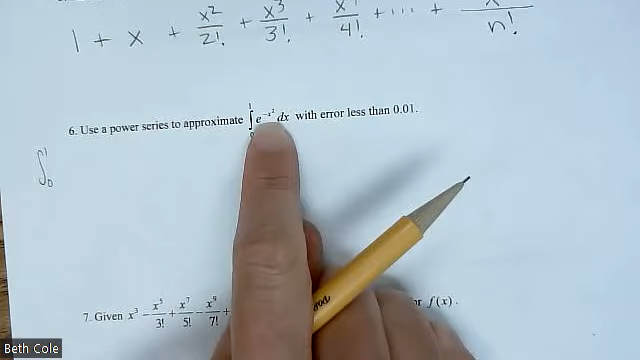 1 + x + x²/2! + x³/3! + x⁴/4! + ... + x/n!
6. Use a power series to approximate ∫₀¹ e^(-x²) dx with error less than 0.01.
∫₀¹
7. Given x³ - x⁵/3! + x⁷/5! - x⁹/7! + or f(x).
Beth Cole